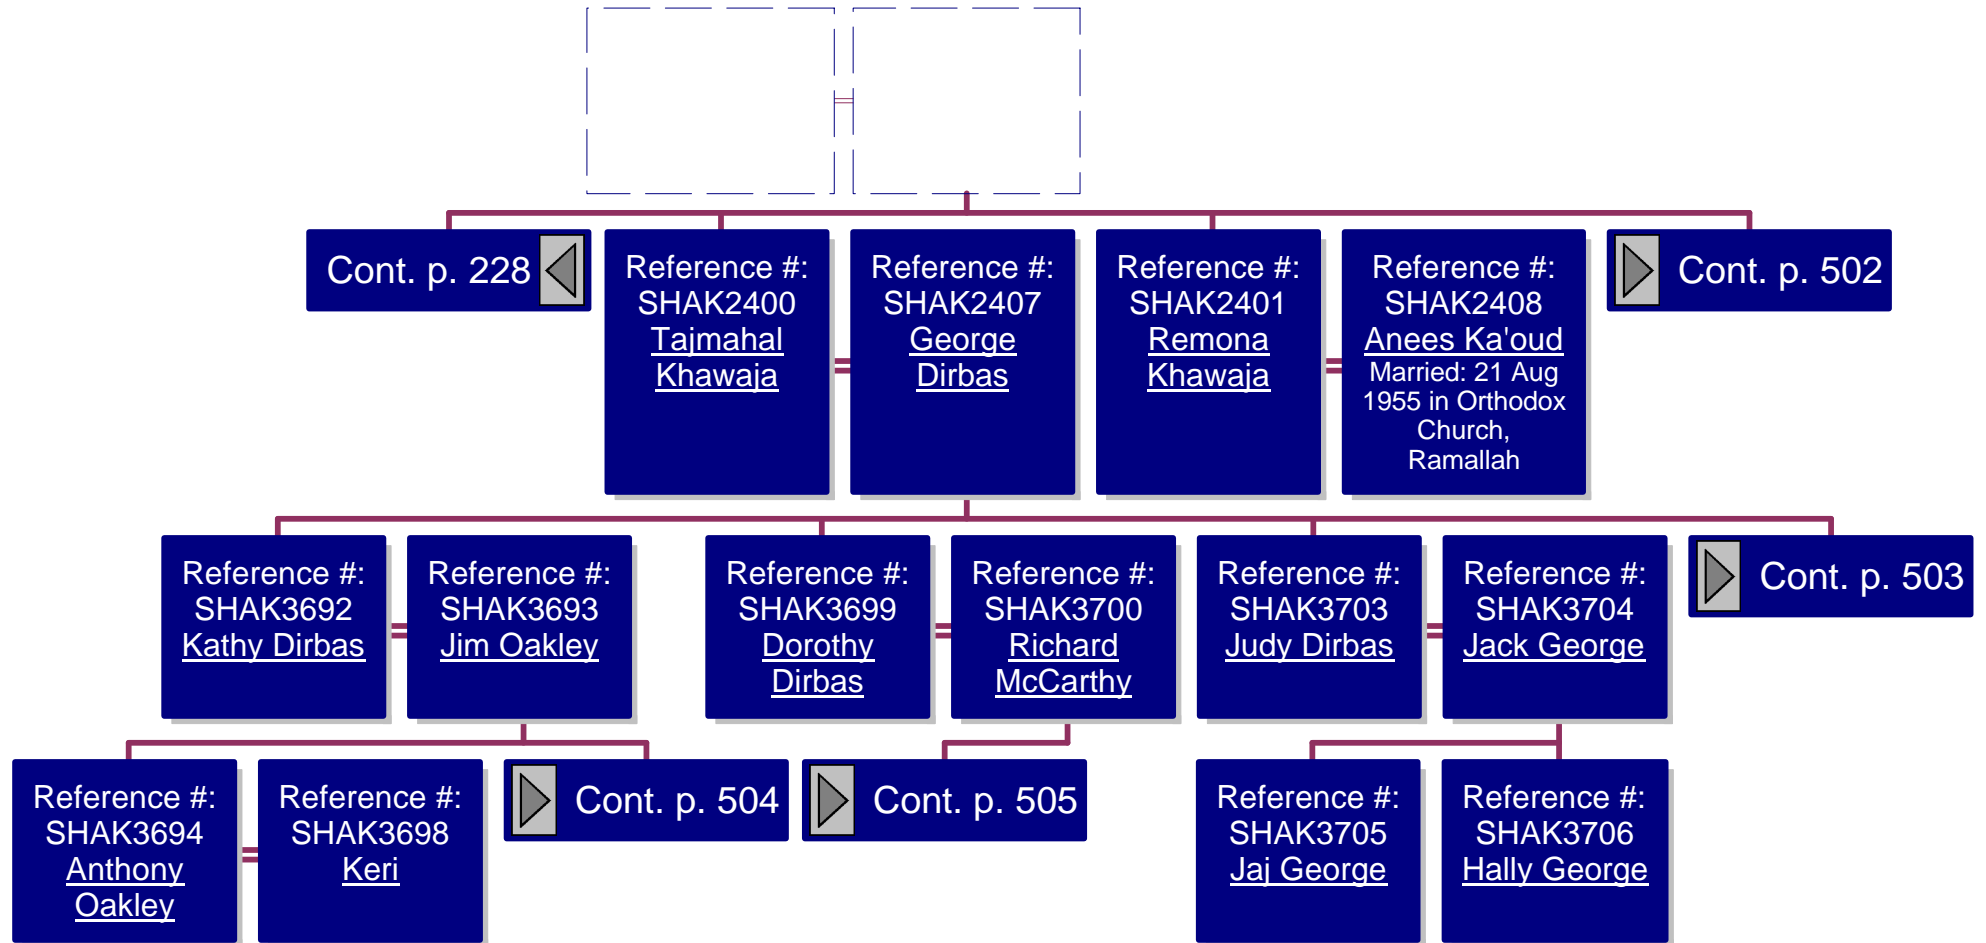 Cont. p. 228
Reference #:
SHAK2400
Tajmahal
Khawaja
Reference #:
SHAK2407
George
Dirbas
Reference #:
SHAK2401
Remona
Khawaja
Reference #:
SHAK2408
Anees Ka'oud
Married: 21 Aug
1955 in Orthodox
Church,
Ramallah
Cont. p. 502
Reference #:
SHAK3692
Kathy Dirbas
Reference #:
SHAK3693
Jim Oakley
Reference #:
SHAK3699
Dorothy
Dirbas
Reference #:
SHAK3700
Richard
McCarthy
Reference #:
SHAK3703
Judy Dirbas
Reference #:
SHAK3704
Jack George
Cont. p. 503
Reference #:
SHAK3694
Anthony
Oakley
Reference #:
SHAK3698
Keri
Cont. p. 504
Cont. p. 505
Reference #:
SHAK3705
Jaj George
Reference #:
SHAK3706
Hally George